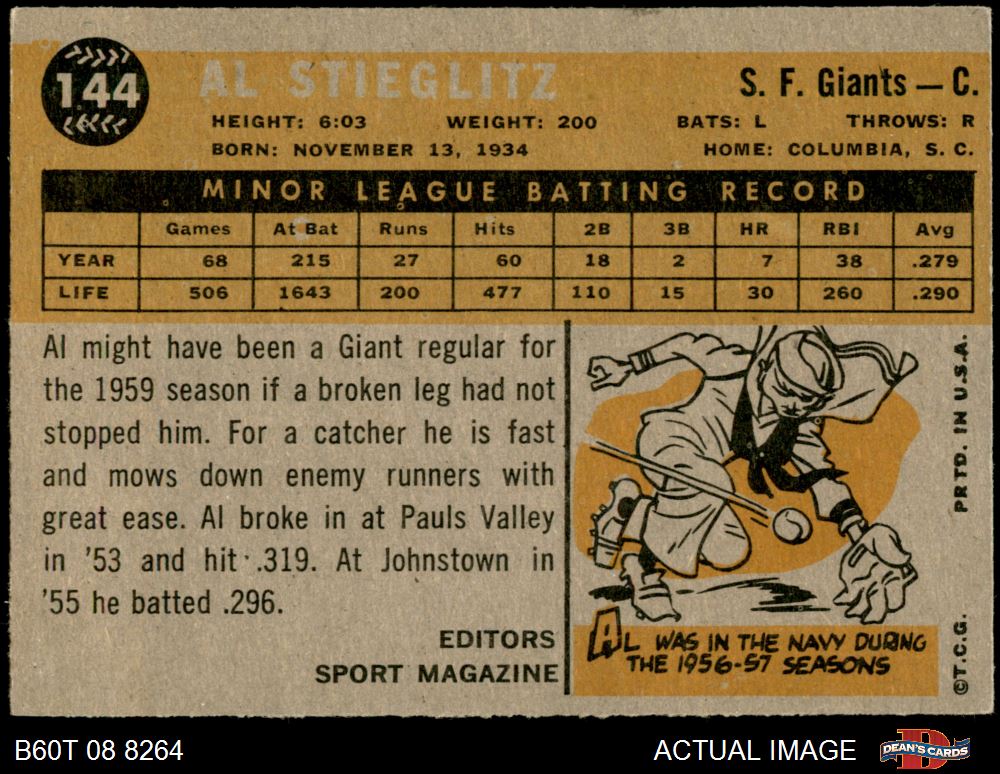 144
AL STIEGLITZ
S. F. Giants — C.
HEIGHT: 6:03 WEIGHT: 200 BATS: L THROWS: R
BORN: NOVEMBER 13, 1934 HOME: COLUMBIA, S. C.
MINOR LEAGUE BATTING RECORD
Games At Bat Runs Hits 2B 3B HR RBI Avg
YEAR 68 215 27 60 18 2 7 38 .279
LIFE 506 1643 200 477 110 15 30 260 .290
Al might have been a Giant regular for
the 1959 season if a broken leg had not
stopped him. For a catcher he is fast
and mows down enemy runners with
great ease. Al broke in at Pauls Valley
in '53 and hit .319. At Johnstown in
'55 he batted .296.
EDITORS
SPORT MAGAZINE
AL WAS IN THE NAVY DURING
THE 1956-57 SEASONS
PRTD. IN U.S.A.
©T.C.G.
B60T 08 8264
ACTUAL IMAGE
DEAN'S CARDS